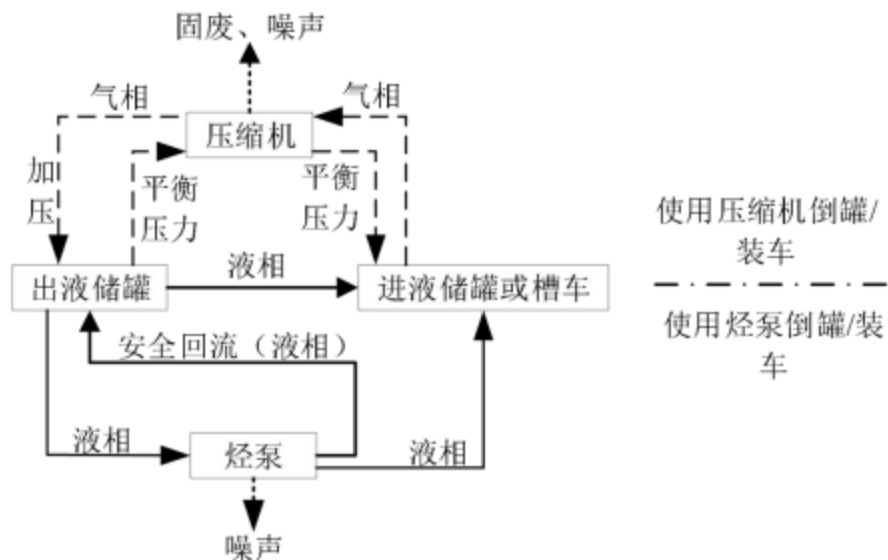 固废、噪声
气相
气相
压缩机
加
压
平衡
压力
平衡
压力
使用压缩机倒罐/
装车
出液储罐
液相
进液储罐或槽车
使用烃泵倒罐/装
车
安全回流（液相）
液相
烃泵
液相
噪声